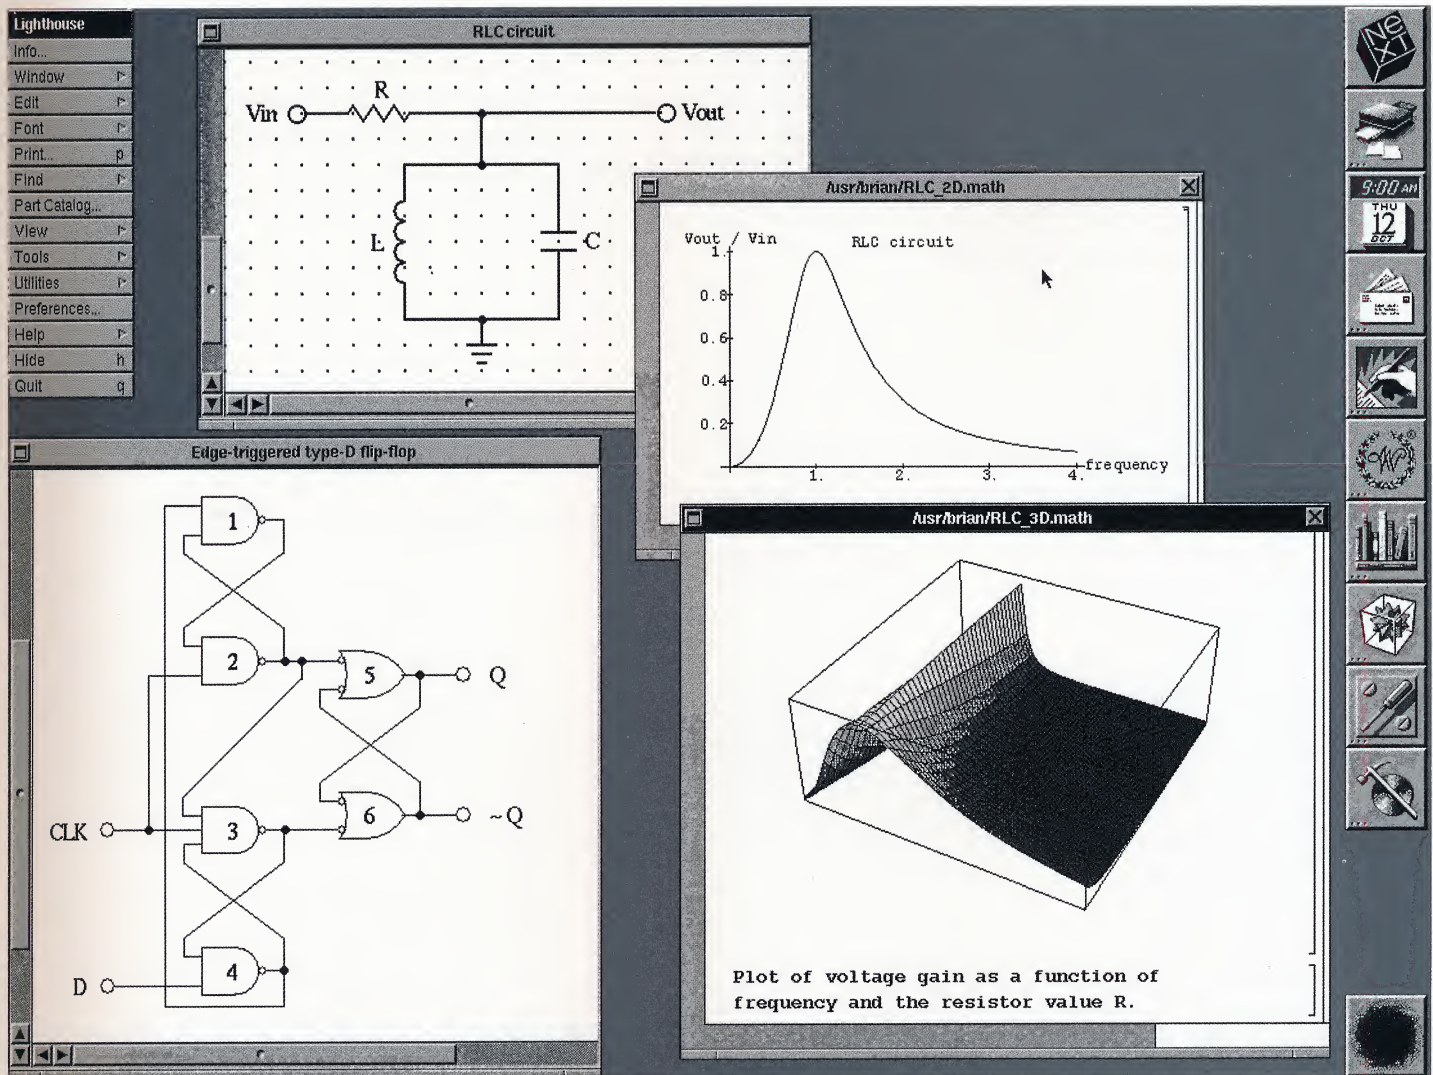 Lighthouse
Info...
Window
Edit
Font
Print... p
Find
Part Catalog...
View
Tools
Utilities
Preferences...
Help
Hide h
Quit q
RLC circuit
Vin
R
Vout
L
C
/usr/brian/RLC_2D.math
Vout / Vin
RLC circuit
1.
0.8
0.6
0.4
0.2
1. 2. 3. 4.
frequency
Edge-triggered type-D flip-flop
1
2
5
Q
CLK
3
6
~Q
4
D
/usr/brian/RLC_3D.math
Plot of voltage gain as a function of
frequency and the resistor value R.
NeXT
9:00 AM
THU
12
OCT
W
®